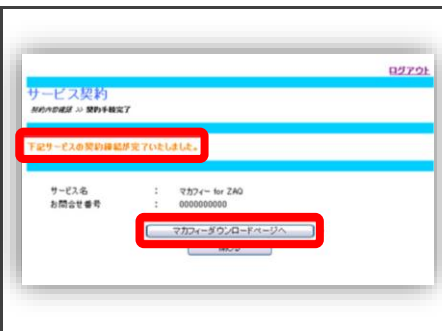 ログアウト
サービス契約
契約内容確認 >> 契約手続完了
下記サービスの契約締結が完了いたしました。
サービス名 : マカフィー for ZAQ
お問合せ番号 : 0000000000
マカフィーダウンロードページへ